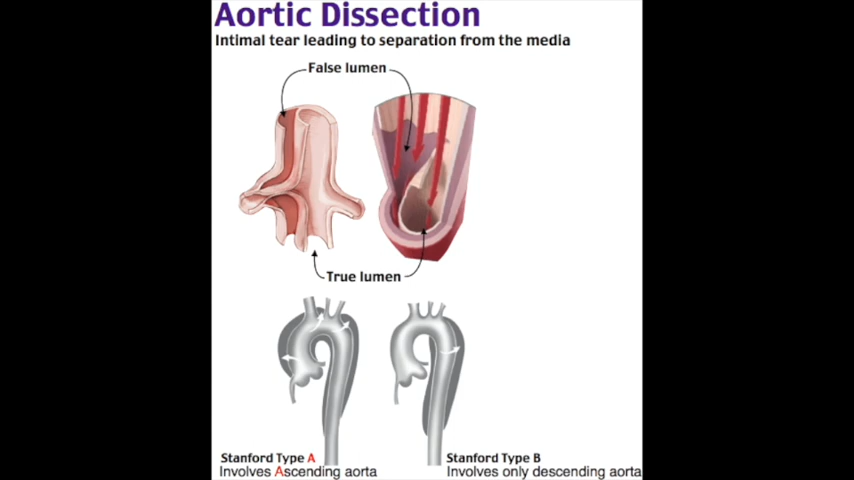 Aortic Dissection
Intimal tear leading to separation from the media
False lumen
True lumen
Stanford Type A
Involves Ascending aorta
Stanford Type B
Involves only descending aorta